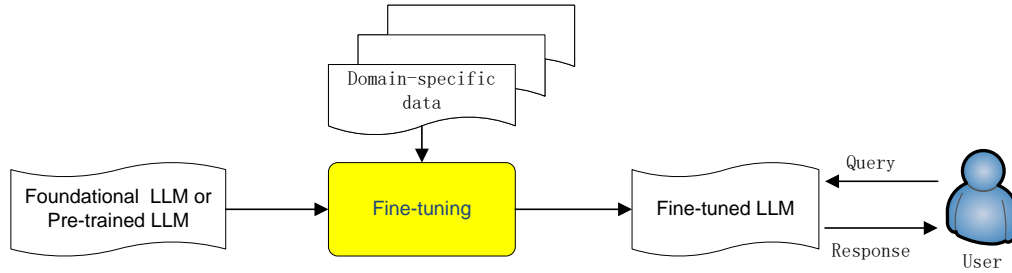 Domain-specific
data
Foundational LLM or
Pre-trained LLM
Fine-tuning
Fine-tuned LLM
Query
Response
User